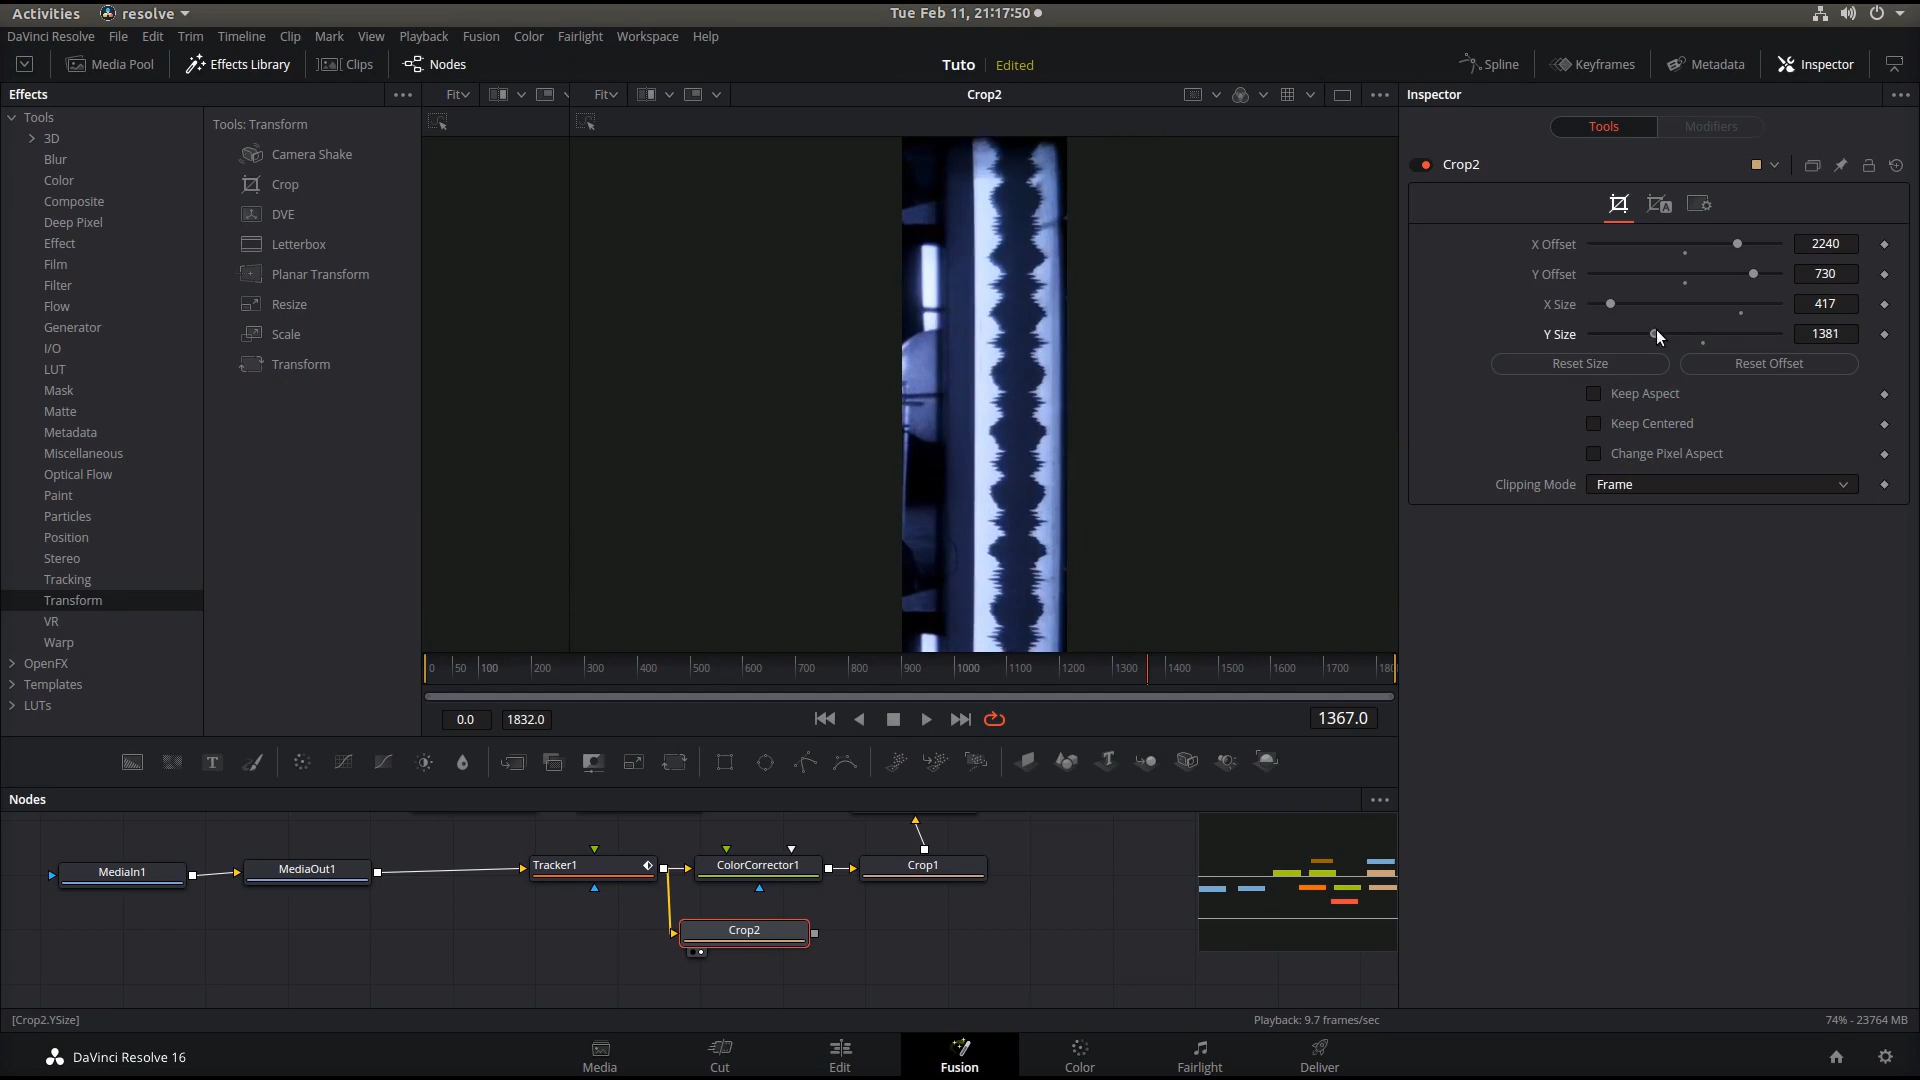 Activities resolve Tue Feb 11, 21:17:50
DaVinci Resolve File Edit Trim Timeline Clip Mark View Playback Fusion Color Fairlight Workspace Help
Media Pool Effects Library Clips Nodes Tuto Edited Spline Keyframes Metadata Inspector
Effects Fit Fit Crop2 Inspector
Tools
3D
Blur
Color
Composite
Deep Pixel
Effect
Film
Filter
Flow
Generator
I/O
LUT
Mask
Matte
Metadata
Miscellaneous
Optical Flow
Paint
Particles
Position
Stereo
Tracking
Transform
VR
Warp
OpenFX
Templates
LUTs
Tools: Transform
Camera Shake
Crop
DVE
Letterbox
Planar Transform
Resize
Scale
Transform
Tools Modifiers
Crop2
X Offset 2240
Y Offset 730
X Size 417
Y Size 1381
Reset Size Reset Offset
Keep Aspect
Keep Centered
Change Pixel Aspect
Clipping Mode Frame
0 50 100 200 300 400 500 600 700 800 900 1000 1100 1200 1300 1400 1500 1600 1700 180
0.0 1832.0 1367.0
Nodes
MediaIn1 MediaOut1 Tracker1 ColorCorrector1 Crop1
Crop2
[Crop2.YSize] Playback: 9.7 frames/sec 74% - 23764 MB
DaVinci Resolve 16 Media Cut Edit Fusion Color Fairlight Deliver